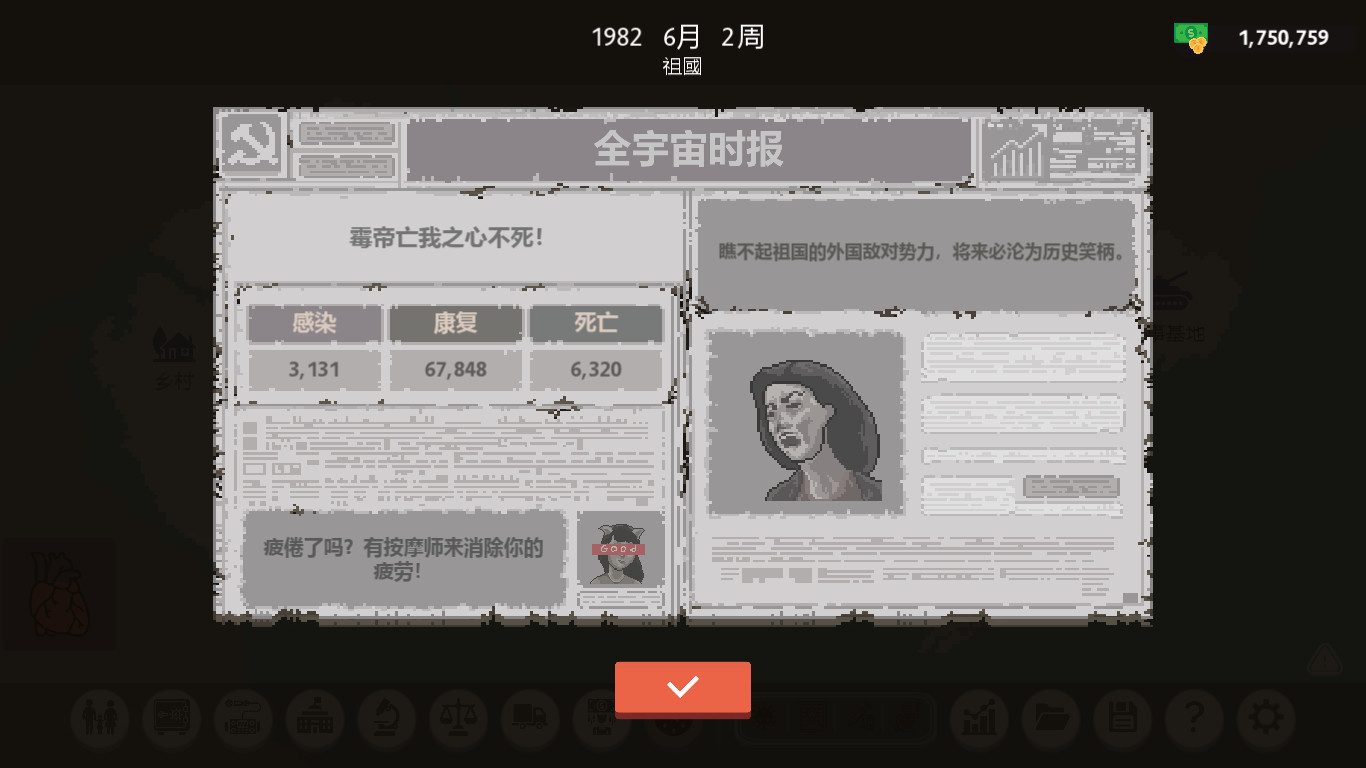 1982 6月 2周
祖國
1,750,759
全宇宙时报
霉帝亡我之心不死!
瞧不起祖国的外国敌对势力，将来必沦为历史笑柄。
感染 康复 死亡
3,131 67,848 6,320
疲倦了吗？有按摩师来消除你的
疲劳！
GOOD
乡村
基地